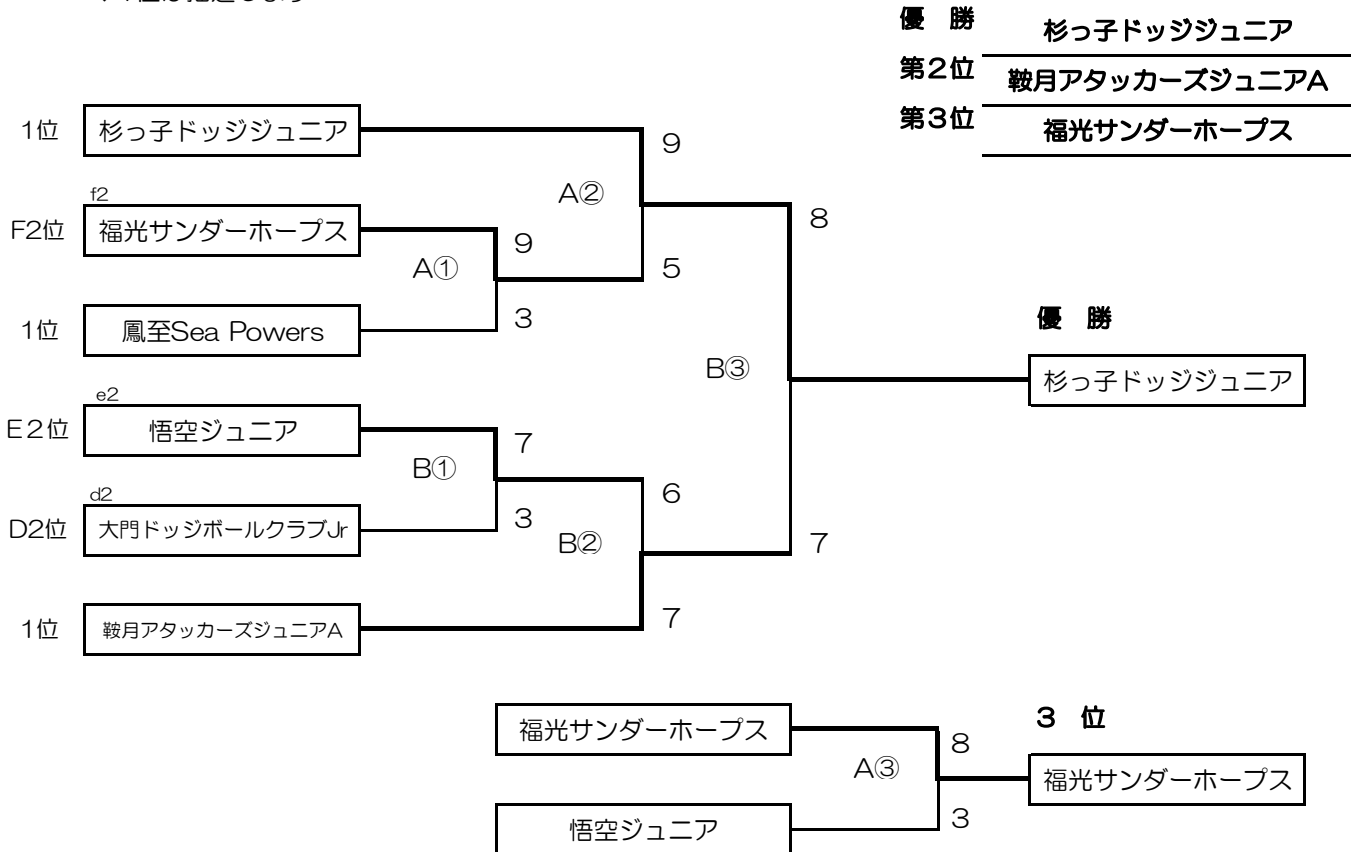 優 勝 杉っ子ドッジジュニア
第2位 鞍月アタッカーズジュニアA
第3位 福光サンダーホープス
1位 杉っ子ドッジジュニア
9
A②
f2
F2位 福光サンダーホープス
8
9
A①
5
3
1位 鳳至Sea Powers
優 勝
B③
杉っ子ドッジジュニア
e2
E2位 悟空ジュニア
7
B①
6
d2
D2位 大門ドッジボールクラブJr
3
B②
7
7
1位 鞍月アタッカーズジュニアA
福光サンダーホープス
3 位
8
A③
福光サンダーホープス
3
悟空ジュニア